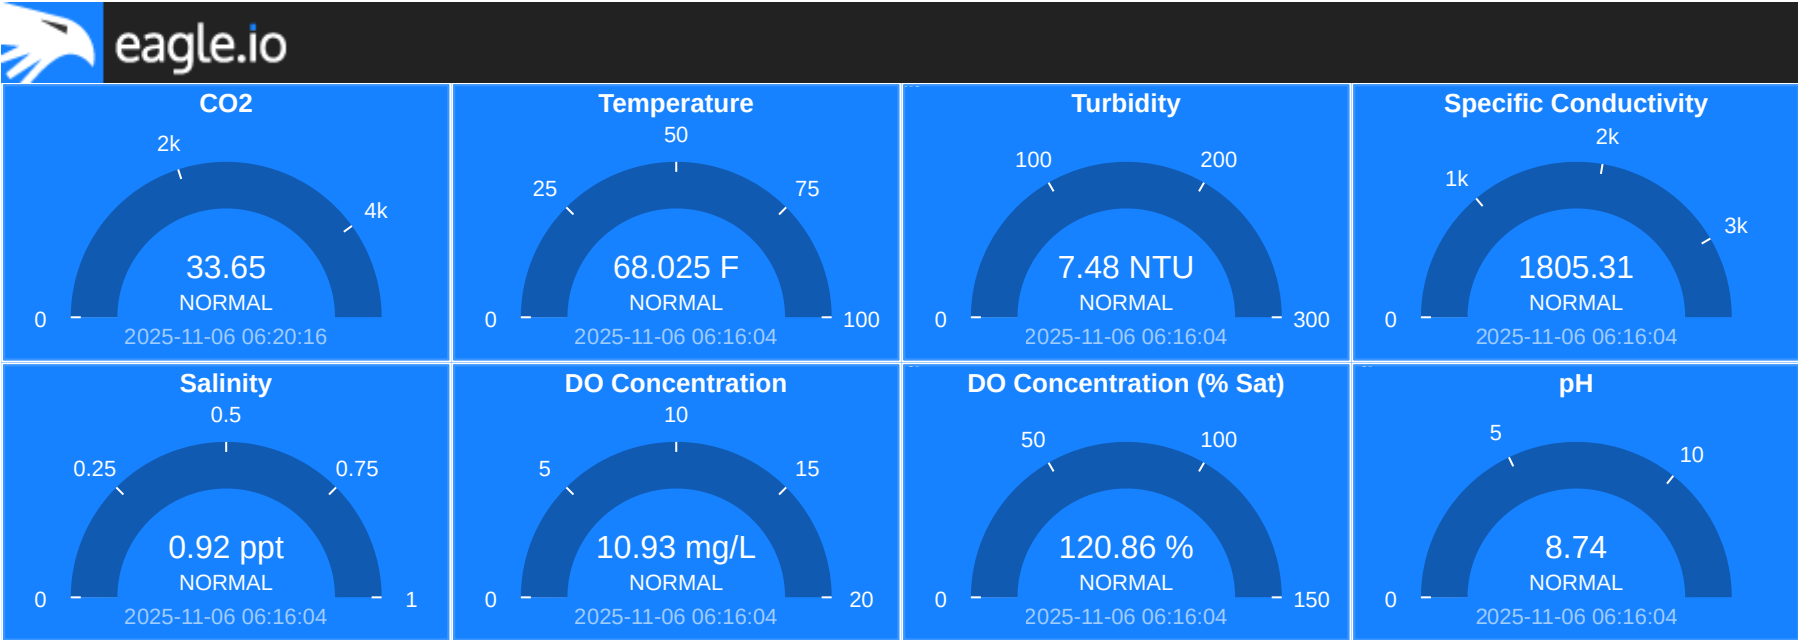 eagle.io
CO2
2k
4k
33.65
NORMAL
0
2025-11-06 06:20:16
Temperature
50
25
75
68.025 F
NORMAL
0
100
2025-11-06 06:16:04
Turbidity
100
200
7.48 NTU
NORMAL
0
300
2025-11-06 06:16:04
Specific Conductivity
2k
1k
3k
1805.31
NORMAL
0
2025-11-06 06:16:04
Salinity
0.5
0.25
0.75
0.92 ppt
NORMAL
0
1
2025-11-06 06:16:04
DO Concentration
10
5
15
10.93 mg/L
NORMAL
0
20
2025-11-06 06:16:04
DO Concentration (% Sat)
50
100
120.86 %
NORMAL
0
150
2025-11-06 06:16:04
pH
5
10
8.74
NORMAL
0
2025-11-06 06:16:04